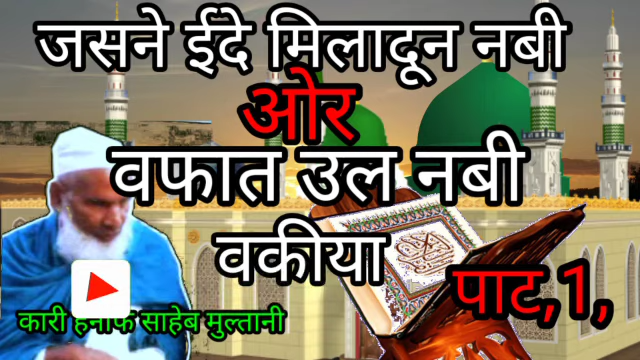 जसने ईदे मिलादून नबी
ओर
वफात उल नबी
वकीया
पाट,1,
कारी हनीफ साहेब मुल्तानी